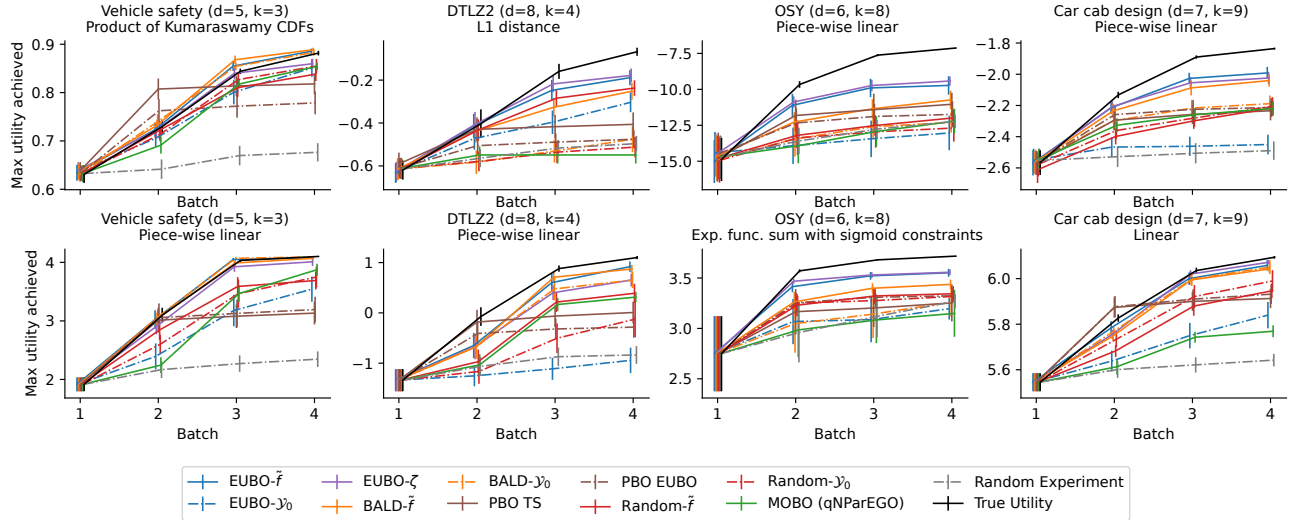 Vehicle safety (d=5, k=3)
Product of Kumaraswamy CDFs
DTLZ2 (d=8, k=4)
L1 distance
OSY (d=6, k=8)
Piece-wise linear
Car cab design (d=7, k=9)
Piece-wise linear
Max utility achieved
0.9
0.8
0.7
0.6
Batch
−0.2
−0.4
−0.6
Batch
−7.5
−10.0
−12.5
−15.0
Batch
−1.8
−2.0
−2.2
−2.4
−2.6
Batch
Vehicle safety (d=5, k=3)
Piece-wise linear
DTLZ2 (d=8, k=4)
Piece-wise linear
OSY (d=6, k=8)
Exp. func. sum with sigmoid constraints
Car cab design (d=7, k=9)
Linear
Max utility achieved
4
3
2
1 2 3 4
Batch
1
0
−1
1 2 3 4
Batch
3.5
3.0
2.5
1 2 3 4
Batch
6.0
5.8
5.6
1 2 3 4
Batch
EUBO-f̃ EUBO-ζ BALD-𝒴₀ PBO EUBO Random-𝒴₀ Random Experiment
EUBO-𝒴₀ BALD-f̃ PBO TS Random-f̃ MOBO (qNParEGO) True Utility